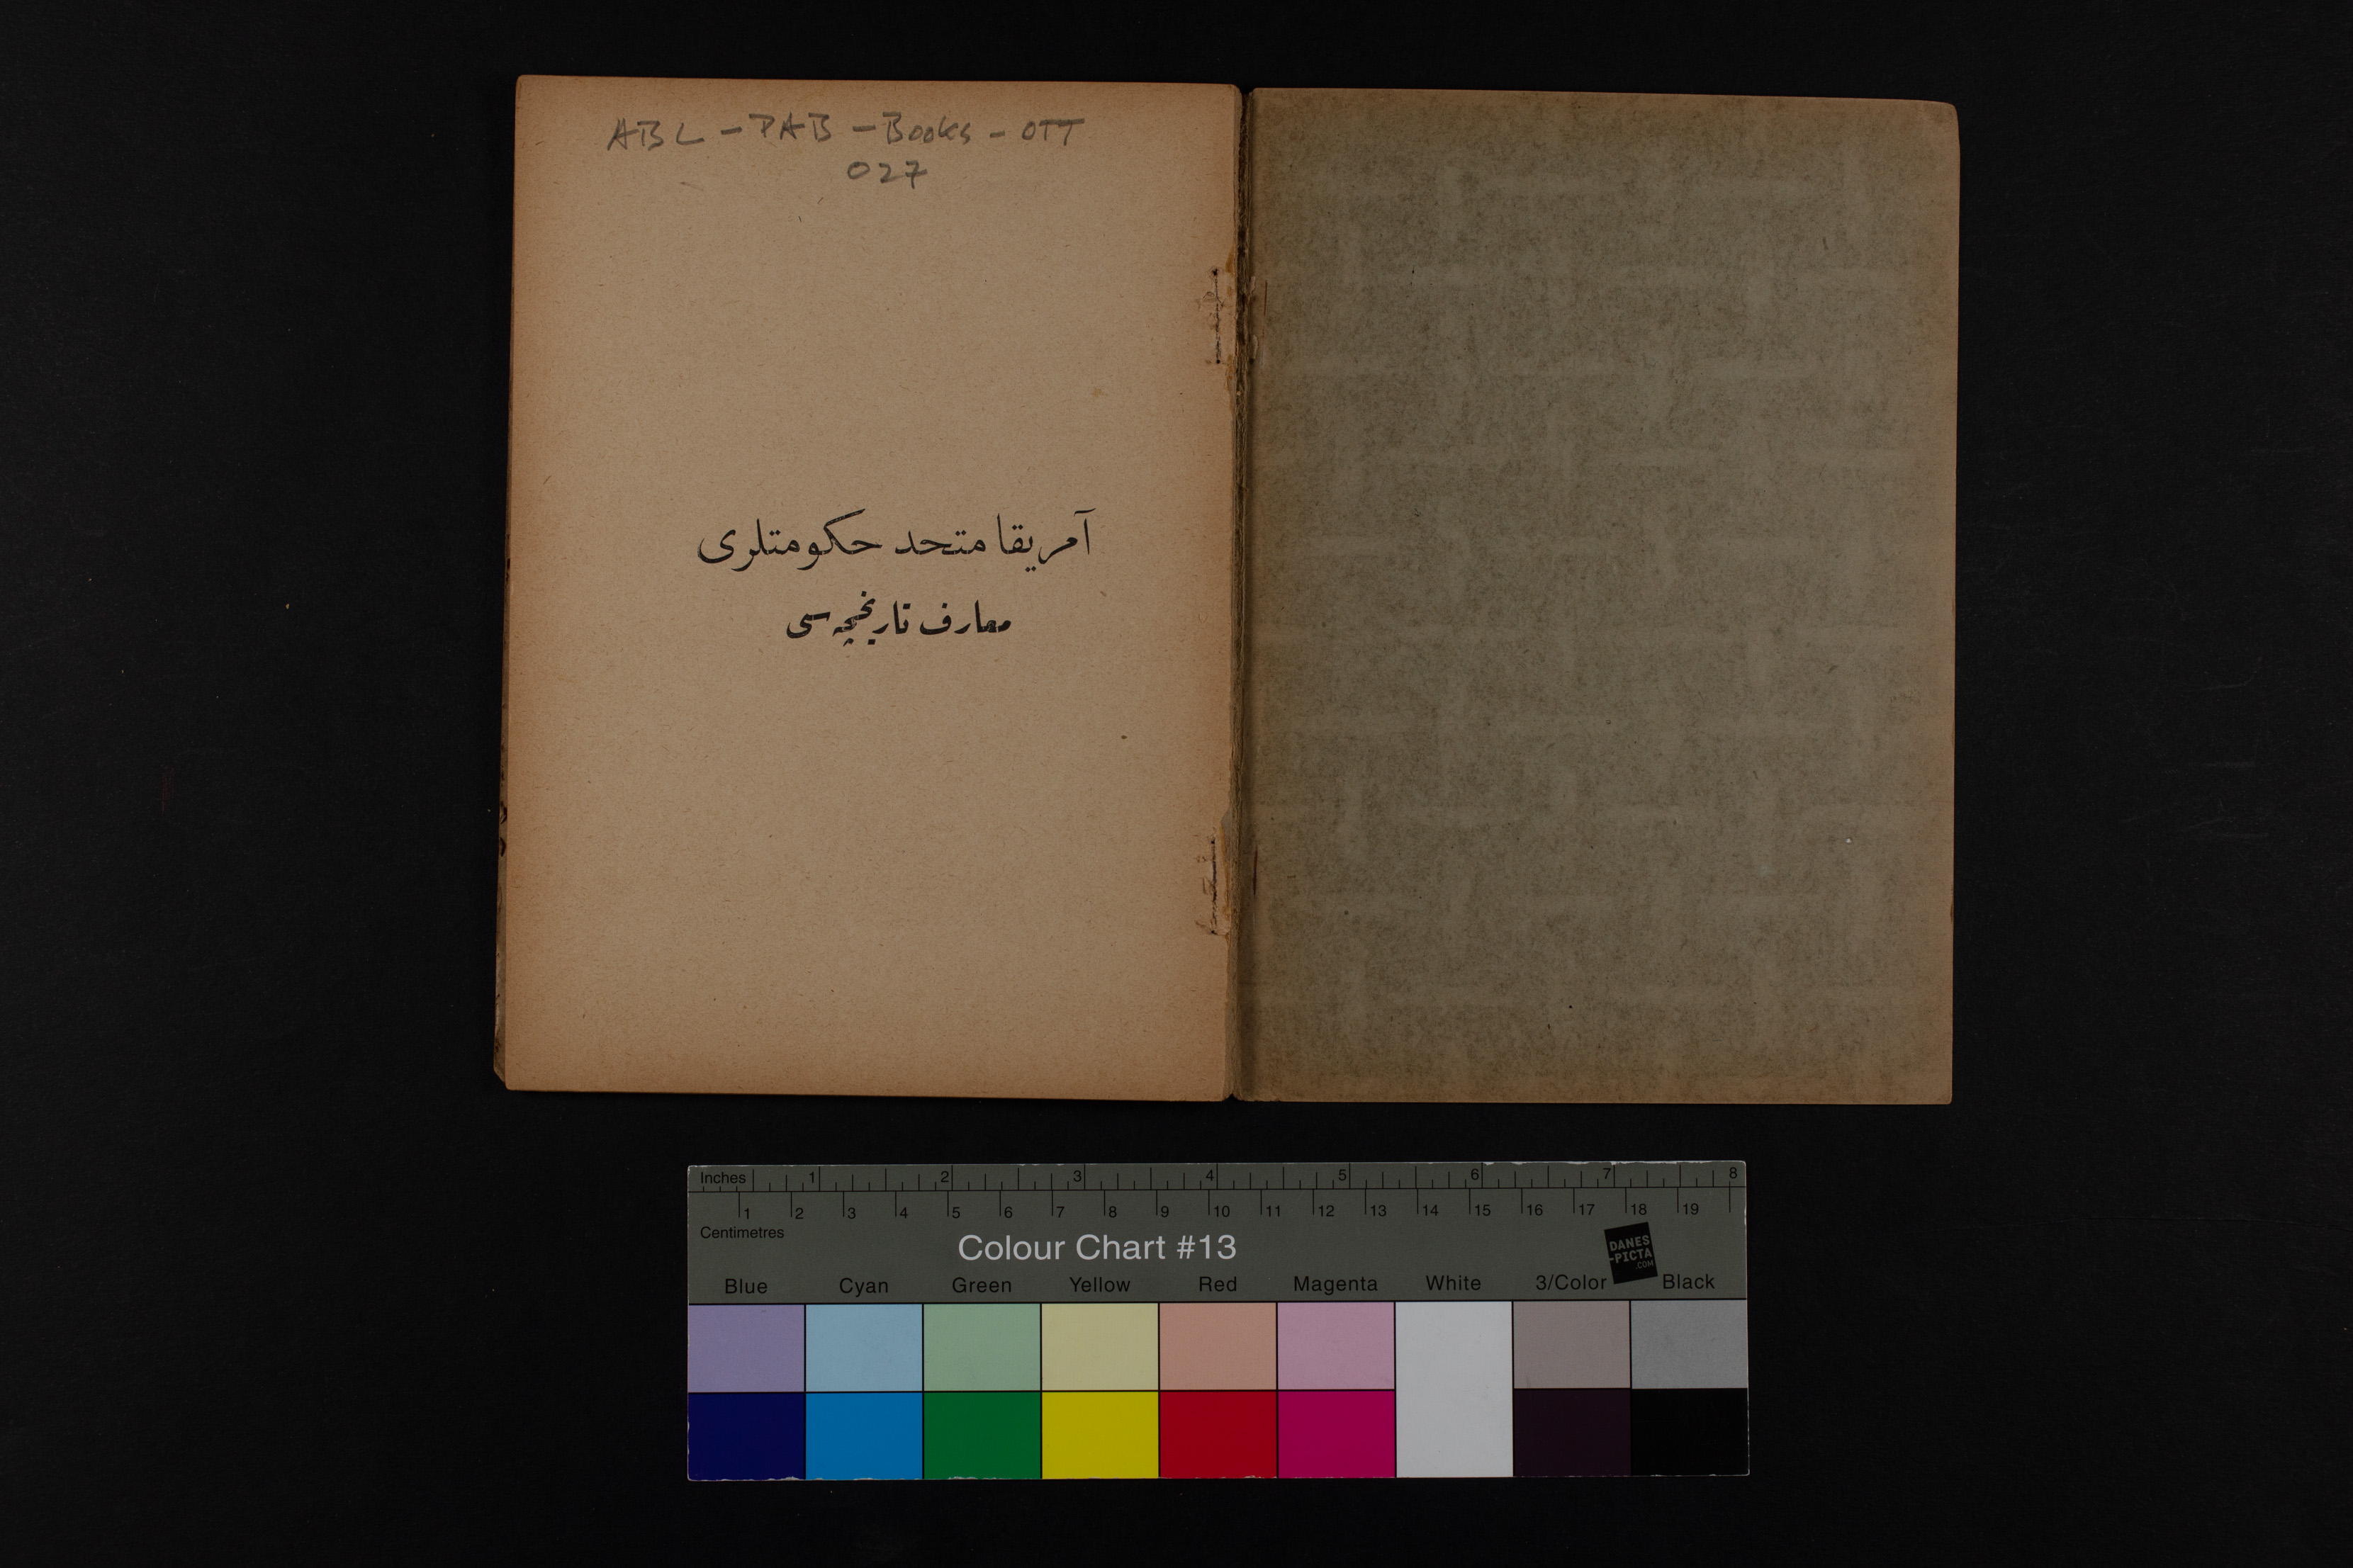 ABL - PAB - Books - OTT
027
آمریقا متحد حكومتلری
معارف تاریخچه‌سی
Inches 1 2 3 4 5 6 7 8
1 2 3 4 5 6 7 8 9 10 11 12 13 14 15 16 17 18 19
Centimetres
Colour Chart #13
DANES
-PICTA
.COM
Blue Cyan Green Yellow Red Magenta White 3/Color Black